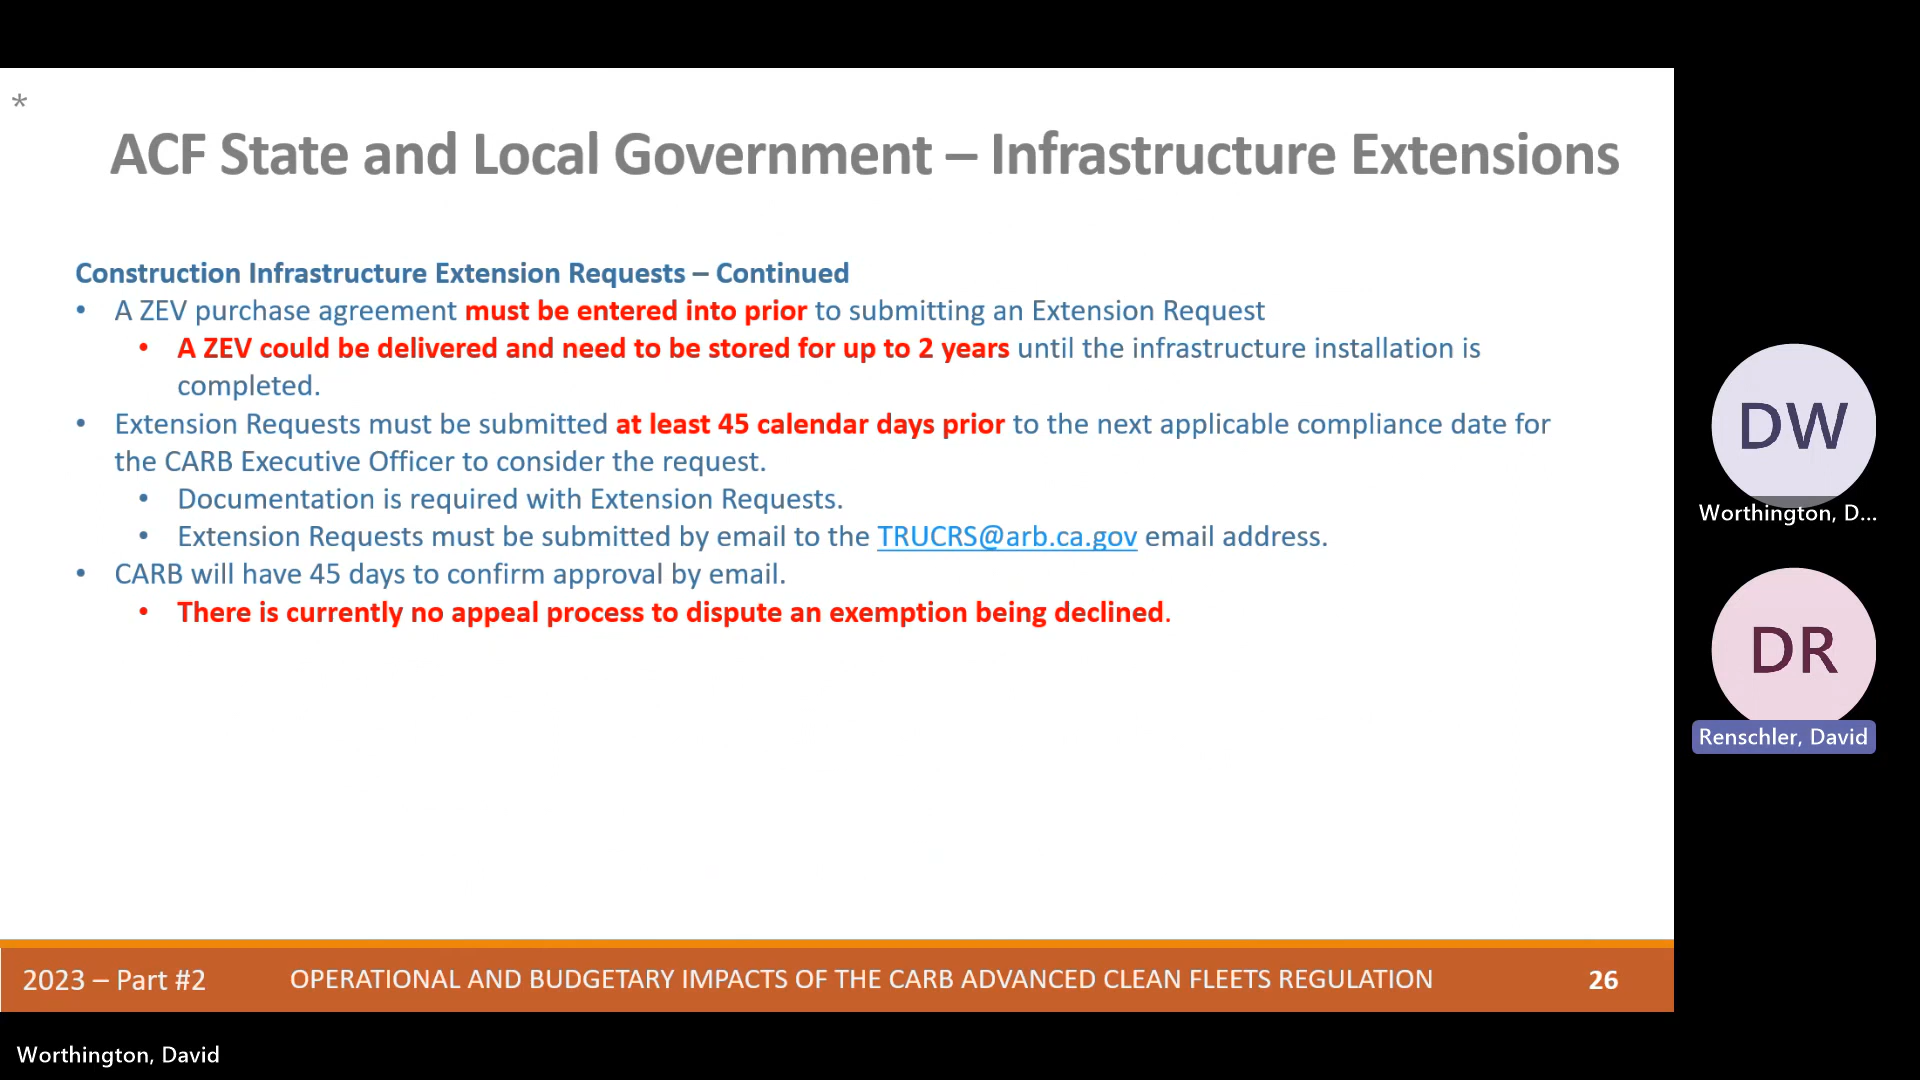 *
ACF State and Local Government – Infrastructure Extensions
Construction Infrastructure Extension Requests – Continued
• A ZEV purchase agreement must be entered into prior to submitting an Extension Request
• A ZEV could be delivered and need to be stored for up to 2 years until the infrastructure installation is
completed.
• Extension Requests must be submitted at least 45 calendar days prior to the next applicable compliance date for
the CARB Executive Officer to consider the request.
• Documentation is required with Extension Requests.
• Extension Requests must be submitted by email to the TRUCRS@arb.ca.gov email address.
• CARB will have 45 days to confirm approval by email.
• There is currently no appeal process to dispute an exemption being declined.
DW
Worthington, D...
DR
Renschler, David
2023 – Part #2 OPERATIONAL AND BUDGETARY IMPACTS OF THE CARB ADVANCED CLEAN FLEETS REGULATION 26
Worthington, David